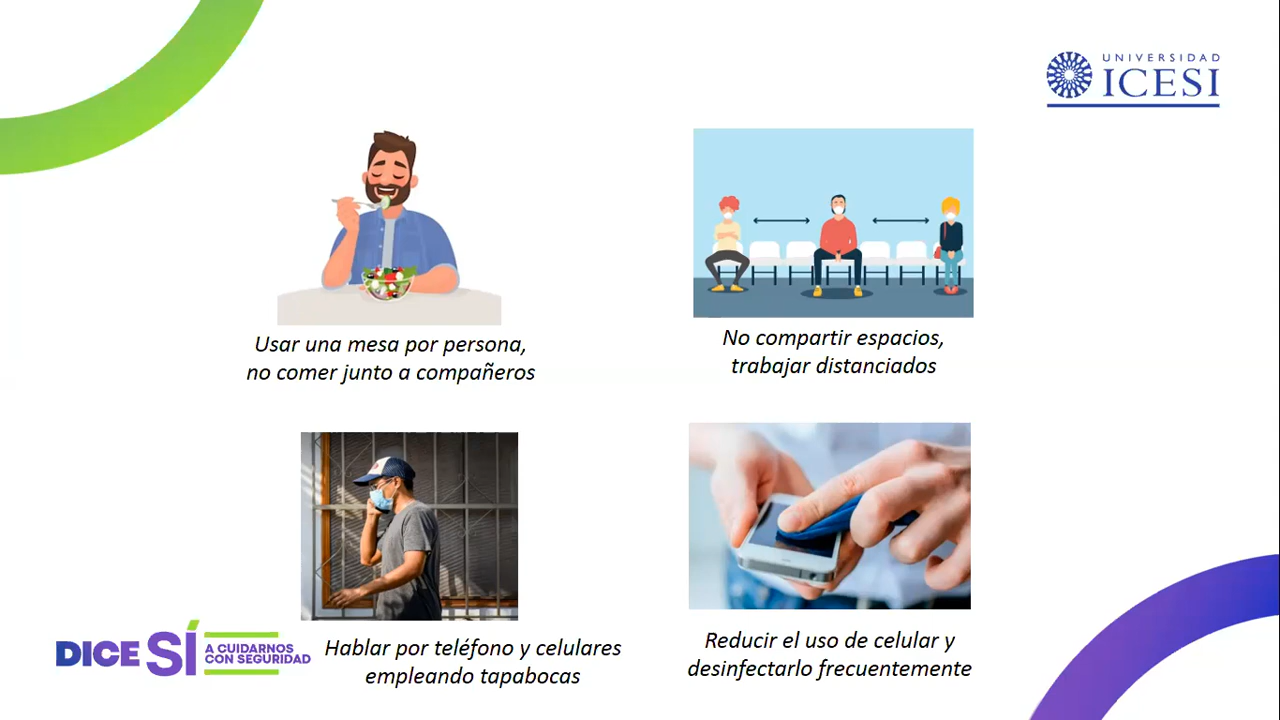 UNIVERSIDAD
ICESI
Usar una mesa por persona,
no comer junto a compañeros
No compartir espacios,
trabajar distanciados
Hablar por teléfono y celulares
empleando tapabocas
Reducir el uso de celular y
desinfectarlo frecuentemente
DICE SÍ A CUIDARNOS
CON SEGURIDAD